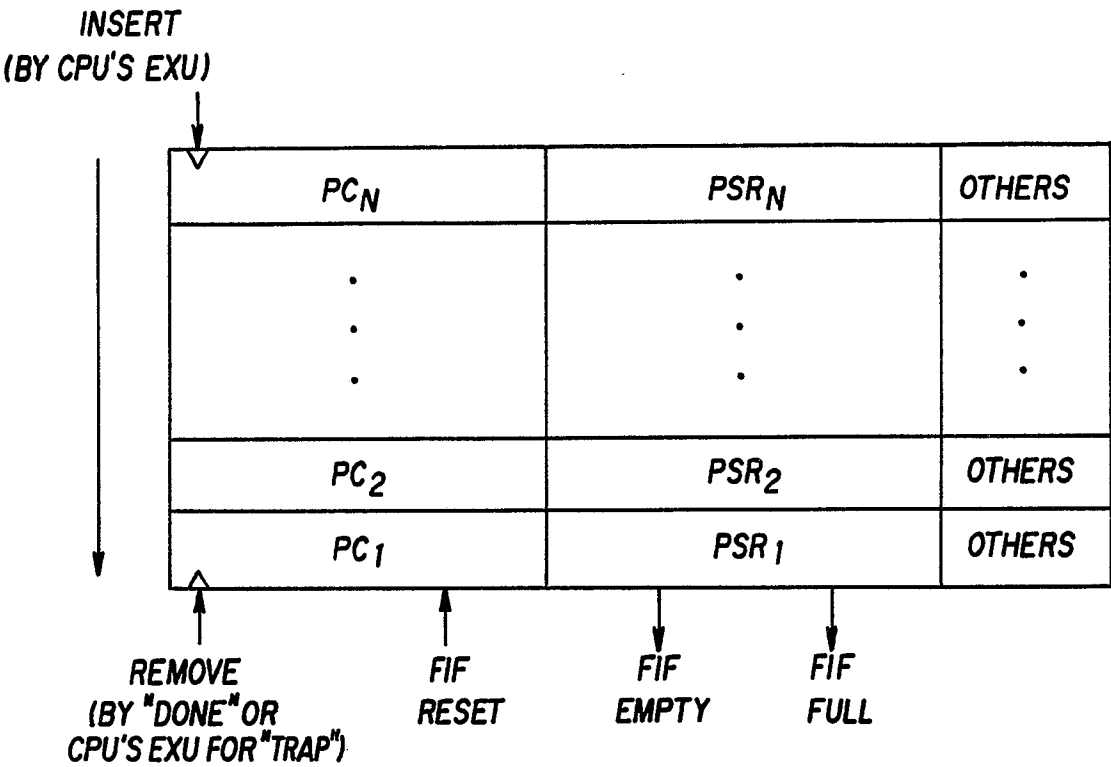 INSERT
(BY CPU'S EXU)
PCN PSRN OTHERS
PC2 PSR2 OTHERS
PC1 PSR1 OTHERS
REMOVE
(BY "DONE" OR
CPU'S EXU FOR "TRAP")
FIF
RESET
FIF
EMPTY
FIF
FULL